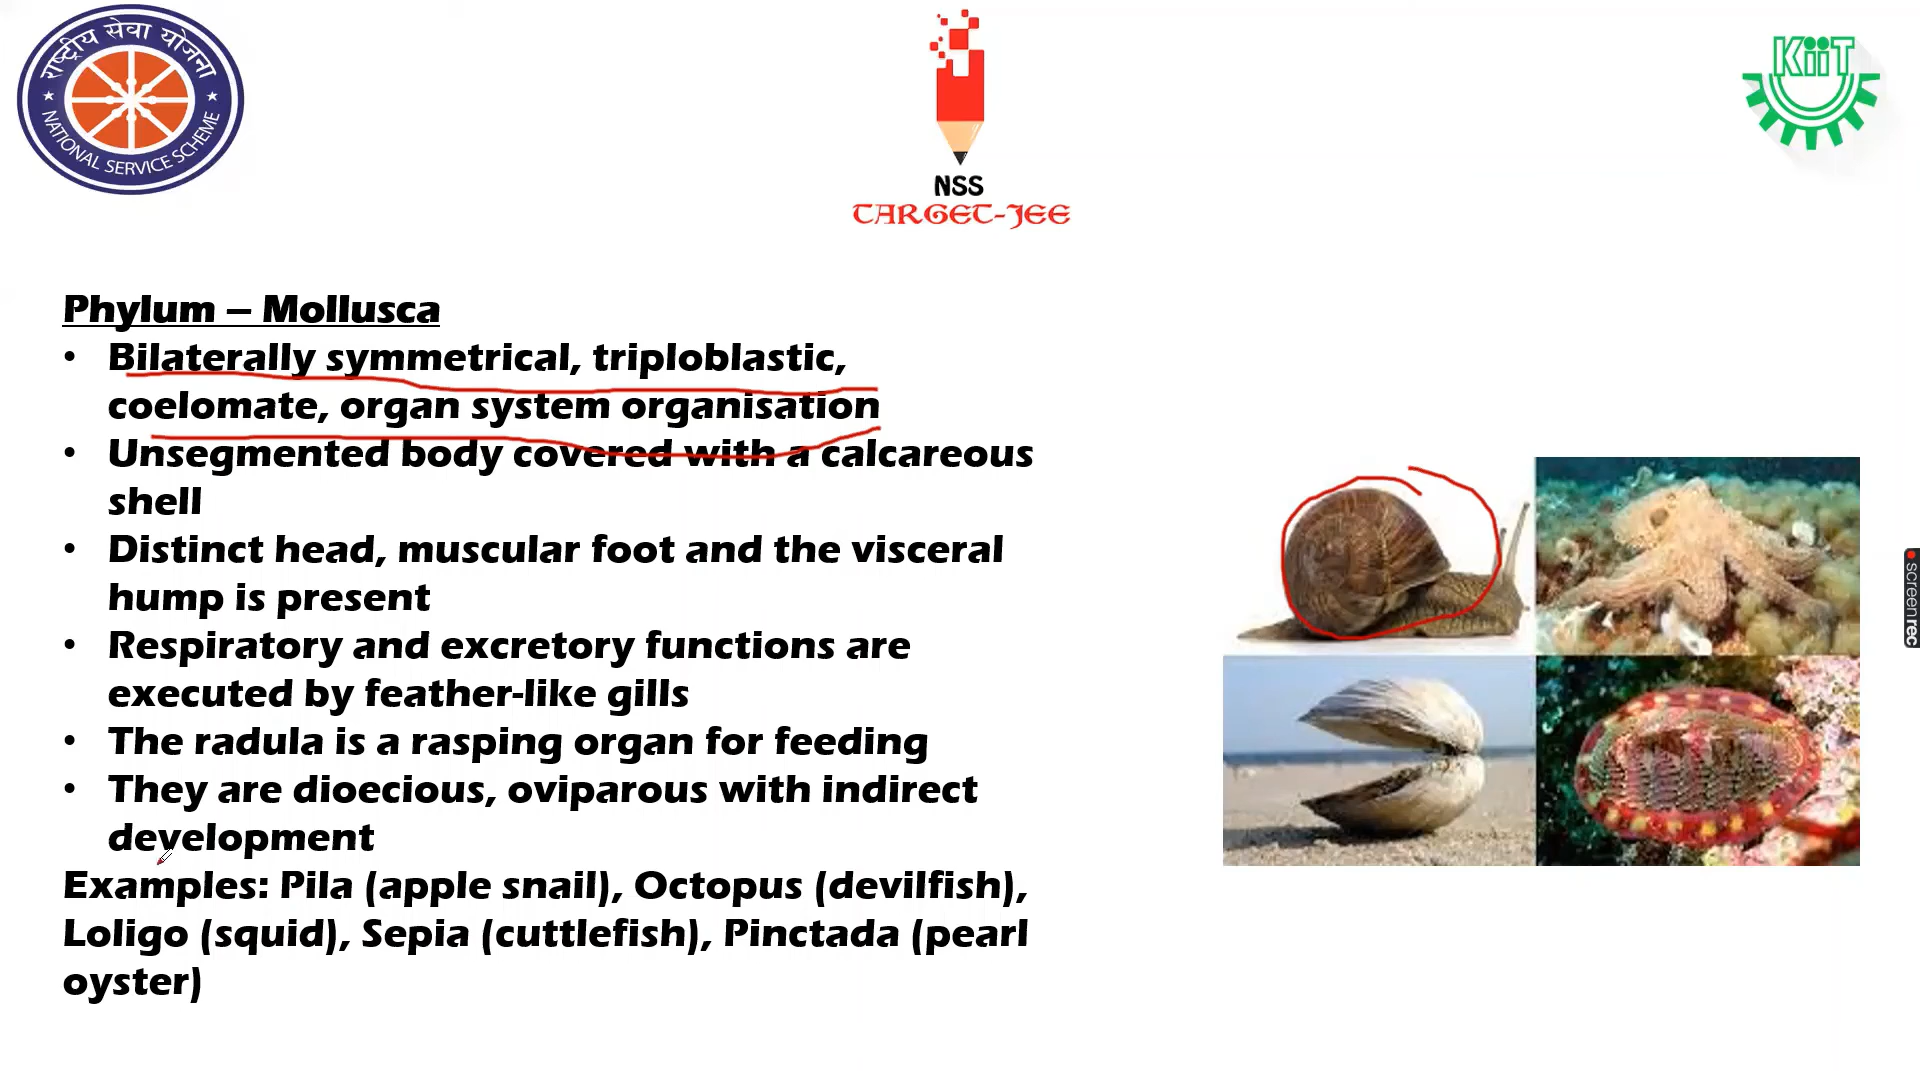 राष्ट्रीय सेवा योजना
NATIONAL SERVICE SCHEME
NSS
TARGET-JEE
KiiT
Phylum – Mollusca
• Bilaterally symmetrical, triploblastic,
coelomate, organ system organisation
• Unsegmented body covered with a calcareous
shell
• Distinct head, muscular foot and the visceral
hump is present
• Respiratory and excretory functions are
executed by feather-like gills
• The radula is a rasping organ for feeding
• They are dioecious, oviparous with indirect
development
Examples: Pila (apple snail), Octopus (devilfish),
Loligo (squid), Sepia (cuttlefish), Pinctada (pearl
oyster)
screenrec